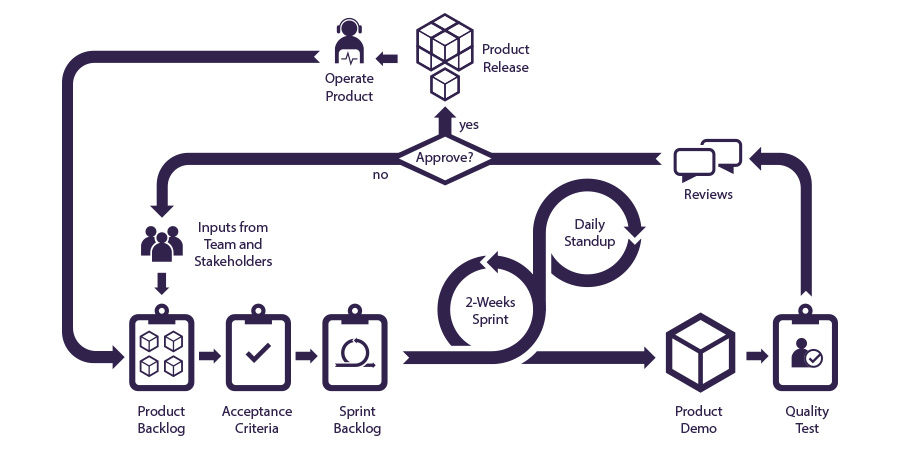 Product
Release
Operate
Product
yes
Approve?
no
Reviews
Inputs from
Team and
Stakeholders
Daily
Standup
2-Weeks
Sprint
Product
Backlog
Acceptance
Criteria
Sprint
Backlog
Product
Demo
Quality
Test